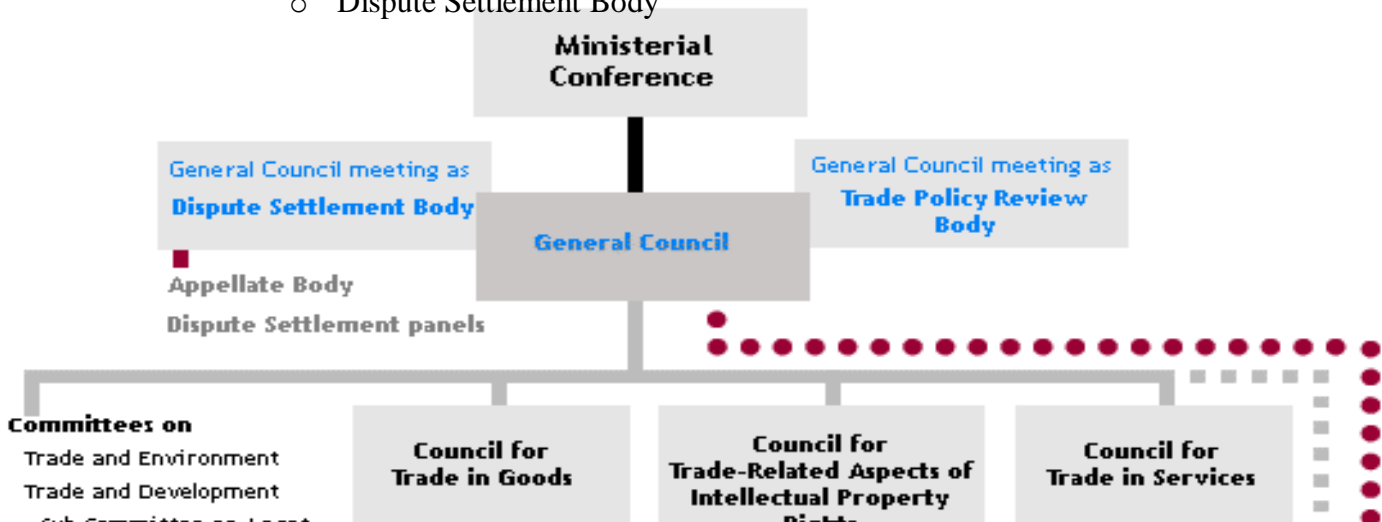 o Dispute Settlement Body
Ministerial
Conference
General Council meeting as
Dispute Settlement Body
General Council meeting as
Trade Policy Review
Body
General Council
Appellate Body
Dispute Settlement panels
Committees on
Trade and Environment
Trade and Development
Council for
Trade in Goods
Council for
Trade-Related Aspects of
Intellectual Property
Council for
Trade in Services